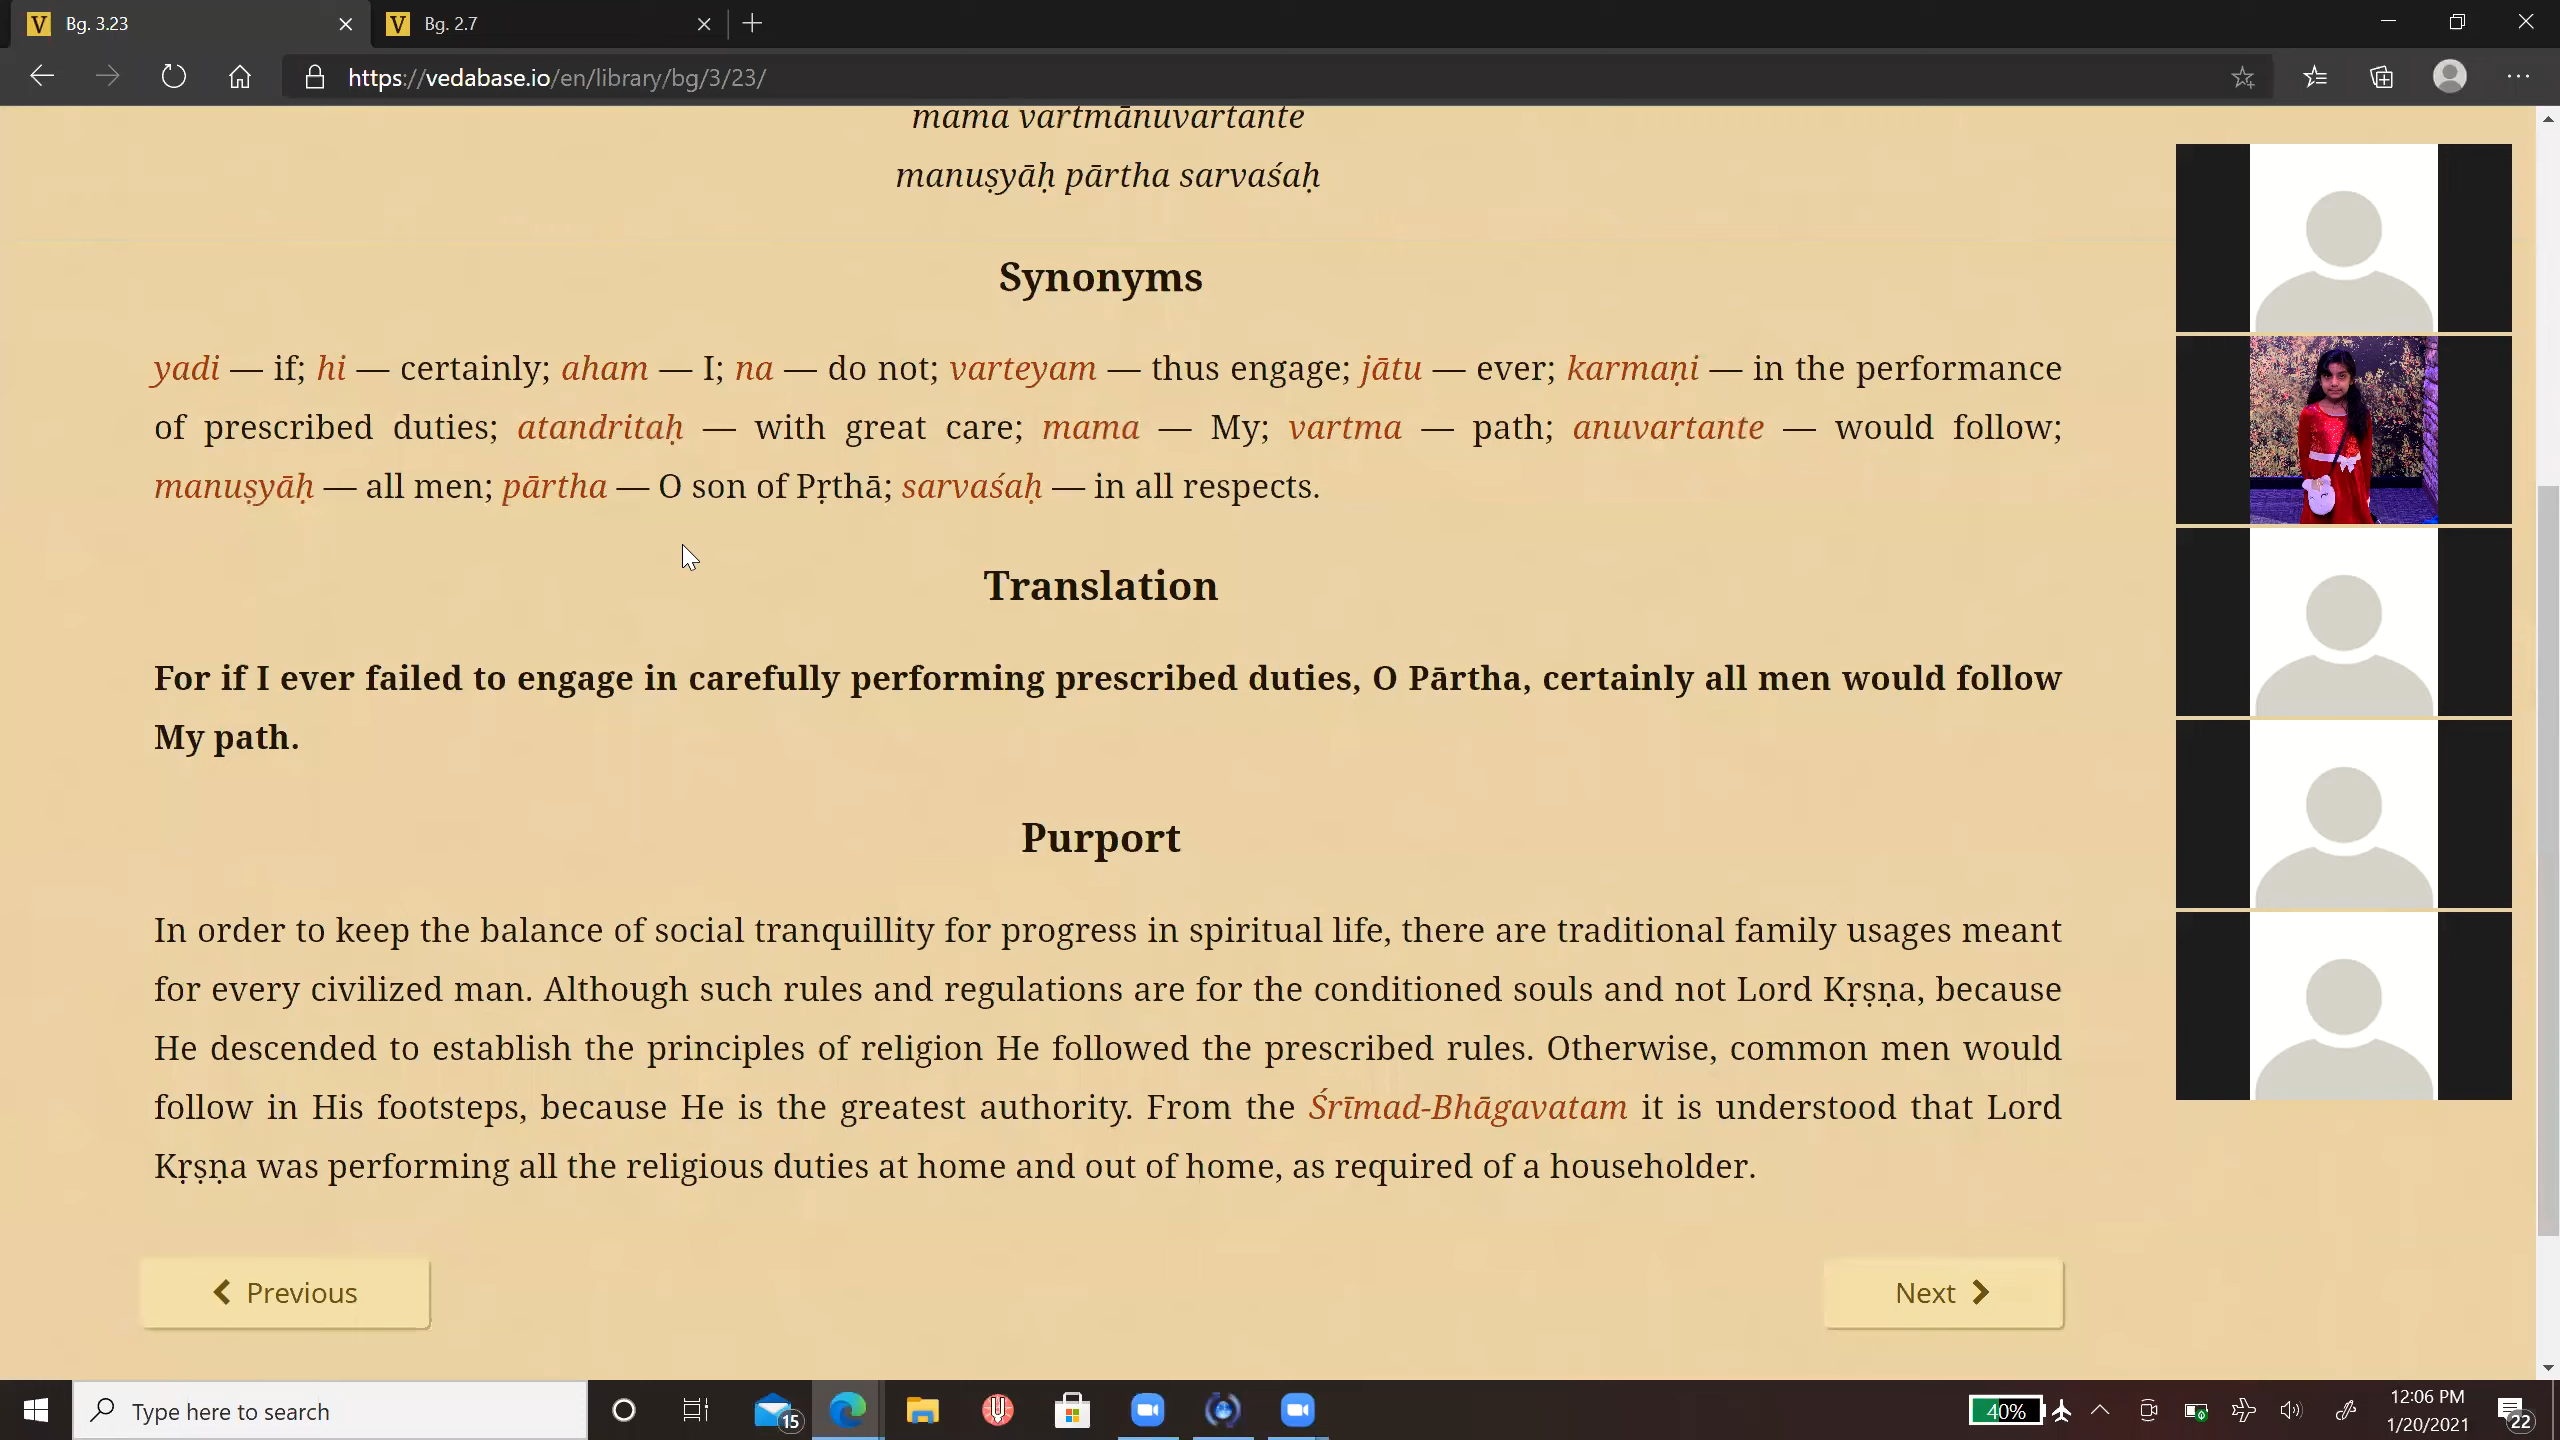 Bg. 3.23
Bg. 2.7
https://vedabase.io/en/library/bg/3/23/
mama vartmānuvartante
manuṣyāḥ pārtha sarvaśaḥ
Synonyms
yadi — if; hi — certainly; aham — I; na — do not; varteyam — thus engage; jātu — ever; karmaṇi — in the performance
of prescribed duties; atandritaḥ — with great care; mama — My; vartma — path; anuvartante — would follow;
manuṣyāḥ — all men; pārtha — O son of Pṛthā; sarvaśaḥ — in all respects.
Translation
For if I ever failed to engage in carefully performing prescribed duties, O Pārtha, certainly all men would follow
My path.
Purport
In order to keep the balance of social tranquillity for progress in spiritual life, there are traditional family usages meant
for every civilized man. Although such rules and regulations are for the conditioned souls and not Lord Kṛṣṇa, because
He descended to establish the principles of religion He followed the prescribed rules. Otherwise, common men would
follow in His footsteps, because He is the greatest authority. From the Śrīmad-Bhāgavatam it is understood that Lord
Kṛṣṇa was performing all the religious duties at home and out of home, as required of a householder.
Previous
Next
Type here to search
15
40%
12:06 PM
1/20/2021
22